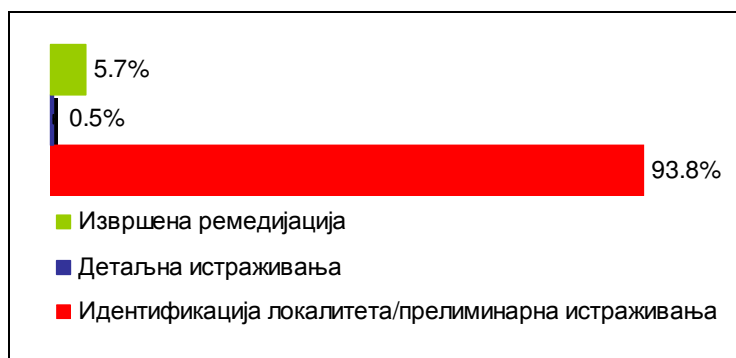 5.7%
0.5%
93.8%
Извршена ремедијација
Детаљна истраживања
Идентификација локалитета/прелиминарна истраживања